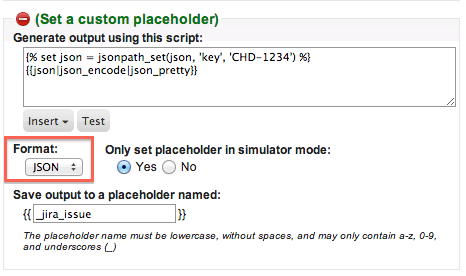 (Set a custom placeholder)
Generate output using this script:
{% set json = jsonpath_set(json, 'key', 'CHD-1234') %}
{{json|json_encode|json_pretty}}
Insert Test
Format: Only set placeholder in simulator mode:
JSON Yes No
Save output to a placeholder named:
{{ _jira_issue }}
The placeholder name must be lowercase, without spaces, and may only contain a-z, 0-9,
and underscores (_)